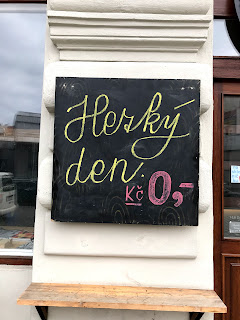 Hezký
den.
Kč 0,-